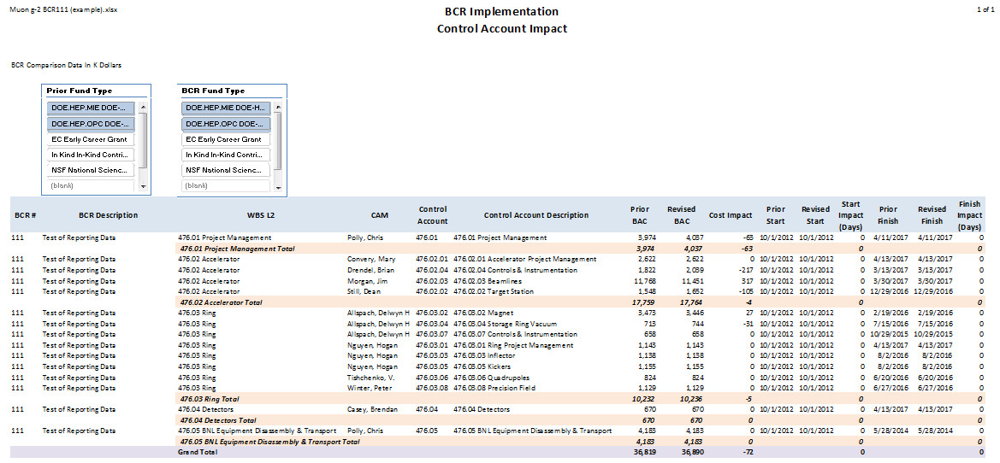 Muon g-2 BCR111 (example).xlsx
BCR Implementation
1 of 1
Control Account Impact
BCR Comparison Data In K Dollars
Prior Fund Type
DOE.HEP.MIE DOE-...
DOE.HEP.OPC DOE-...
EC Early Career Grant
In Kind In-Kind Contri...
NSF National Scienc...
(blank)
BCR Fund Type
DOE.HEP.MIE DOE-H...
DOE.HEP.OPC DOE-...
EC Early Career Grant
In Kind In-Kind Contri...
NSF National Scienc...
(blank)
BCR # BCR Description WBS L2 CAM Control Account Control Account Description Prior BAC Revised BAC Cost Impact Prior Start Revised Start Start Impact (Days) Prior Finish Revised Finish Finish Impact (Days)
111 Test of Reporting Data 476.01 Project Management Polly, Chris 476.01 476.01 Project Management 3,974 4,037 -63 10/1/2012 10/1/2012 0 4/11/2017 4/11/2017 0
476.01 Project Management Total 3,974 4,037 -63 0 0
111 Test of Reporting Data 476.02 Accelerator Convery, Mary 476.02.01 476.02.01 Accelerator Project Management 2,622 2,622 0 10/1/2012 10/1/2012 0 4/13/2017 4/13/2017 0
111 Test of Reporting Data 476.02 Accelerator Drendel, Brian 476.02.04 476.02.04 Controls & Instrumentation 1,822 2,039 -217 10/1/2012 10/1/2012 0 3/13/2017 3/13/2017 0
111 Test of Reporting Data 476.02 Accelerator Morgan, Jim 476.02.03 476.02.03 Beamlines 11,768 11,451 317 10/1/2012 10/1/2012 0 3/30/2017 3/30/2017 0
111 Test of Reporting Data 476.02 Accelerator Still, Dean 476.02.02 476.02.02 Target Station 1,548 1,652 -105 10/1/2012 10/1/2012 0 12/29/2016 12/29/2016 0
476.02 Accelerator Total 17,759 17,764 -4 0 0
111 Test of Reporting Data 476.03 Ring Allspach, Delwyn H 476.03.02 476.03.02 Magnet 3,473 3,446 27 10/1/2012 10/1/2012 0 2/19/2016 2/19/2016 0
111 Test of Reporting Data 476.03 Ring Allspach, Delwyn H 476.03.04 476.03.04 Storage Ring Vacuum 713 744 -31 10/1/2012 10/1/2012 0 7/15/2016 7/15/2016 0
111 Test of Reporting Data 476.03 Ring Allspach, Delwyn H 476.03.07 476.03.07 Controls & Instrumentation 658 658 0 10/1/2012 10/1/2012 0 10/29/2015 10/29/2015 0
111 Test of Reporting Data 476.03 Ring Nguyen, Hogan 476.03.01 476.03.01 Ring Project Management 1,143 1,143 0 10/1/2012 10/1/2012 0 4/13/2017 4/13/2017 0
111 Test of Reporting Data 476.03 Ring Nguyen, Hogan 476.03.03 476.03.03 Inflector 1,138 1,138 0 10/1/2012 10/1/2012 0 8/2/2016 8/2/2016 0
111 Test of Reporting Data 476.03 Ring Nguyen, Hogan 476.03.05 476.03.05 Kickers 1,155 1,155 0 10/1/2012 10/1/2012 0 8/2/2016 8/2/2016 0
111 Test of Reporting Data 476.03 Ring Tishchenko, V. 476.03.06 476.03.06 Quadrupoles 824 824 0 10/1/2012 10/1/2012 0 6/20/2016 6/20/2016 0
111 Test of Reporting Data 476.03 Ring Winter, Peter 476.03.08 476.03.08 Precision Field 1,129 1,129 0 10/1/2012 10/1/2012 0 6/27/2016 6/27/2016 0
476.03 Ring Total 10,232 10,236 -5 0 0
111 Test of Reporting Data 476.04 Detectors Casey, Brendan 476.04 476.04 Detectors 670 670 0 10/1/2012 10/1/2012 0 4/13/2017 4/13/2017 0
476.04 Detectors Total 670 670 0 0 0
111 Test of Reporting Data 476.05 BNL Equipment Disassembly & Transport Polly, Chris 476.05 476.05 BNL Equipment Disassembly & Transport 4,183 4,183 0 10/1/2012 10/1/2012 0 5/28/2014 5/28/2014 0
476.05 BNL Equipment Disassembly & Transport Total 4,183 4,183 0 0 0
Grand Total 36,819 36,890 -72 0 0